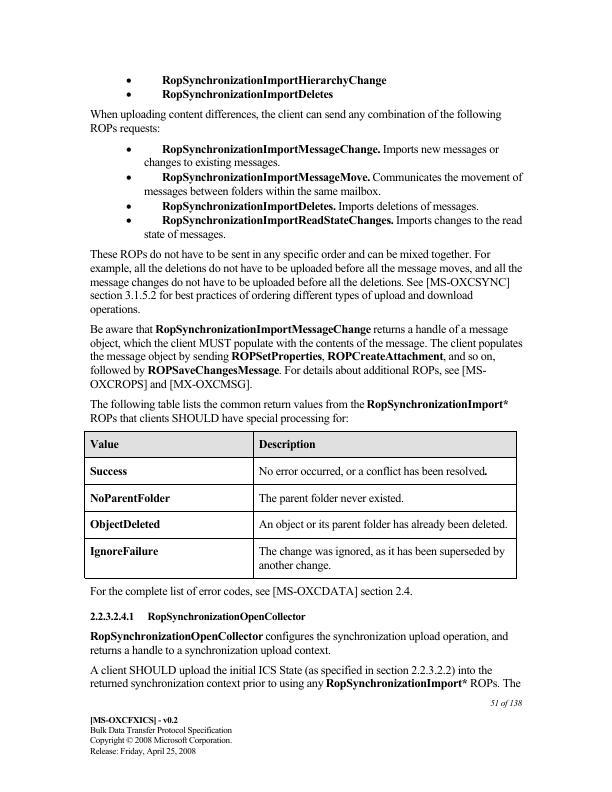 • RopSynchronizationImportHierarchyChange
• RopSynchronizationImportDeletes
When uploading content differences, the client can send any combination of the following
ROPs requests:
• RopSynchronizationImportMessageChange. Imports new messages or
changes to existing messages.
• RopSynchronizationImportMessageMove. Communicates the movement of
messages between folders within the same mailbox.
• RopSynchronizationImportDeletes. Imports deletions of messages.
• RopSynchronizationImportReadStateChanges. Imports changes to the read
state of messages.
These ROPs do not have to be sent in any specific order and can be mixed together. For
example, all the deletions do not have to be uploaded before all the message moves, and all the
message changes do not have to be uploaded before all the deletions. See [MS-OXCSYNC]
section 3.1.5.2 for best practices of ordering different types of upload and download
operations.
Be aware that RopSynchronizationImportMessageChange returns a handle of a message
object, which the client MUST populate with the contents of the message. The client populates
the message object by sending ROPSetProperties, ROPCreateAttachment, and so on,
followed by ROPSaveChangesMessage. For details about additional ROPs, see [MS-
OXCROPS] and [MX-OXCMSG].
The following table lists the common return values from the RopSynchronizationImport*
ROPs that clients SHOULD have special processing for:
Value Description
Success No error occurred, or a conflict has been resolved.
NoParentFolder The parent folder never existed.
ObjectDeleted An object or its parent folder has already been deleted.
IgnoreFailure The change was ignored, as it has been superseded by
another change.
For the complete list of error codes, see [MS-OXCDATA] section 2.4.
2.2.3.2.4.1 RopSynchronizationOpenCollector
RopSynchronizationOpenCollector configures the synchronization upload operation, and
returns a handle to a synchronization upload context.
A client SHOULD upload the initial ICS State (as specified in section 2.2.3.2.2) into the
returned synchronization context prior to using any RopSynchronizationImport* ROPs. The
51 of 138
[MS-OXCFXICS] - v0.2
Bulk Data Transfer Protocol Specification
Copyright © 2008 Microsoft Corporation.
Release: Friday, April 25, 2008